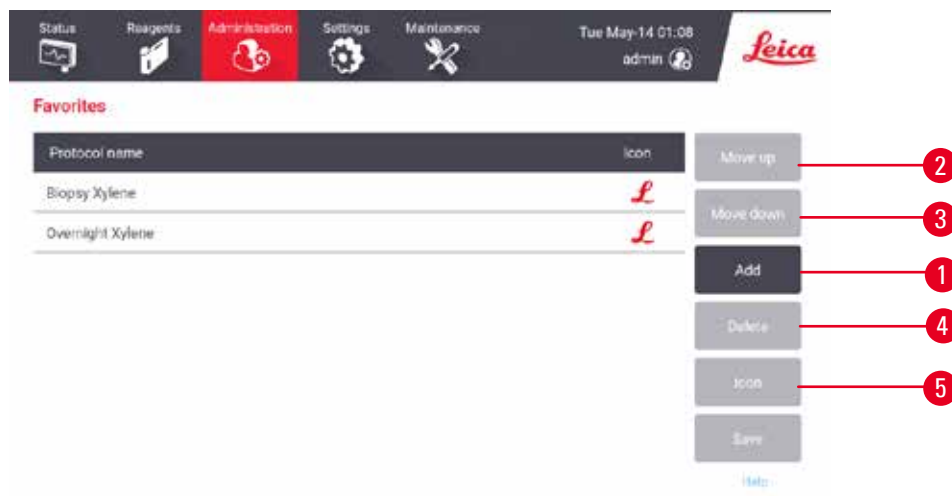 Status Reagents Administration Settings Maintenance Tue May-14 01:08
admin
Leica
Favorites
Protocol name Icon
Biopsy Xylene L
Overnight Xylene L
Move up 2
Move down 3
Add 1
Delete 4
Icon 5
Save
Help